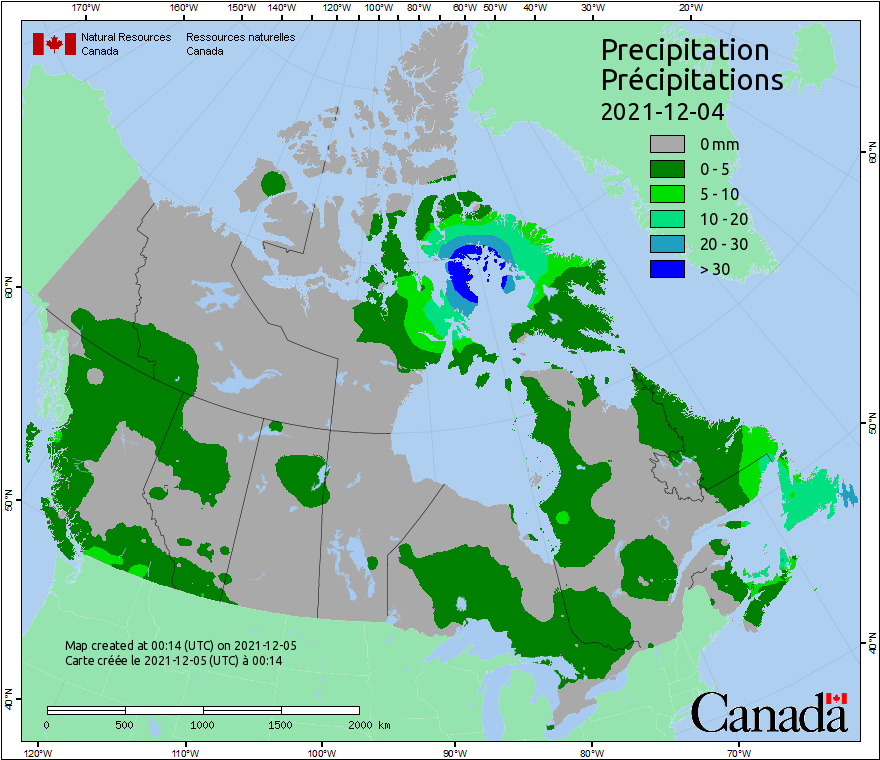 170°W 160°W 150°W 140°W 130°W 120°W 110°W 100°W 90°W 80°W 60°W 50°W 40°W 30°W 20°W
Natural Resources Ressources naturelles
Canada Canada
Precipitation
Précipitations
2021-12-04
0 mm
0 - 5
5 - 10
10 - 20
20 - 30
> 30
60°N
60°N
50°N
50°N
40°N
40°N
Map created at 00:14 (UTC) on 2021-12-05
Carte créée le 2021-12-05 (UTC) à 00:14
0 500 1000 1500 2000 km
Canada
120°W 110°W 100°W 90°W 80°W 70°W